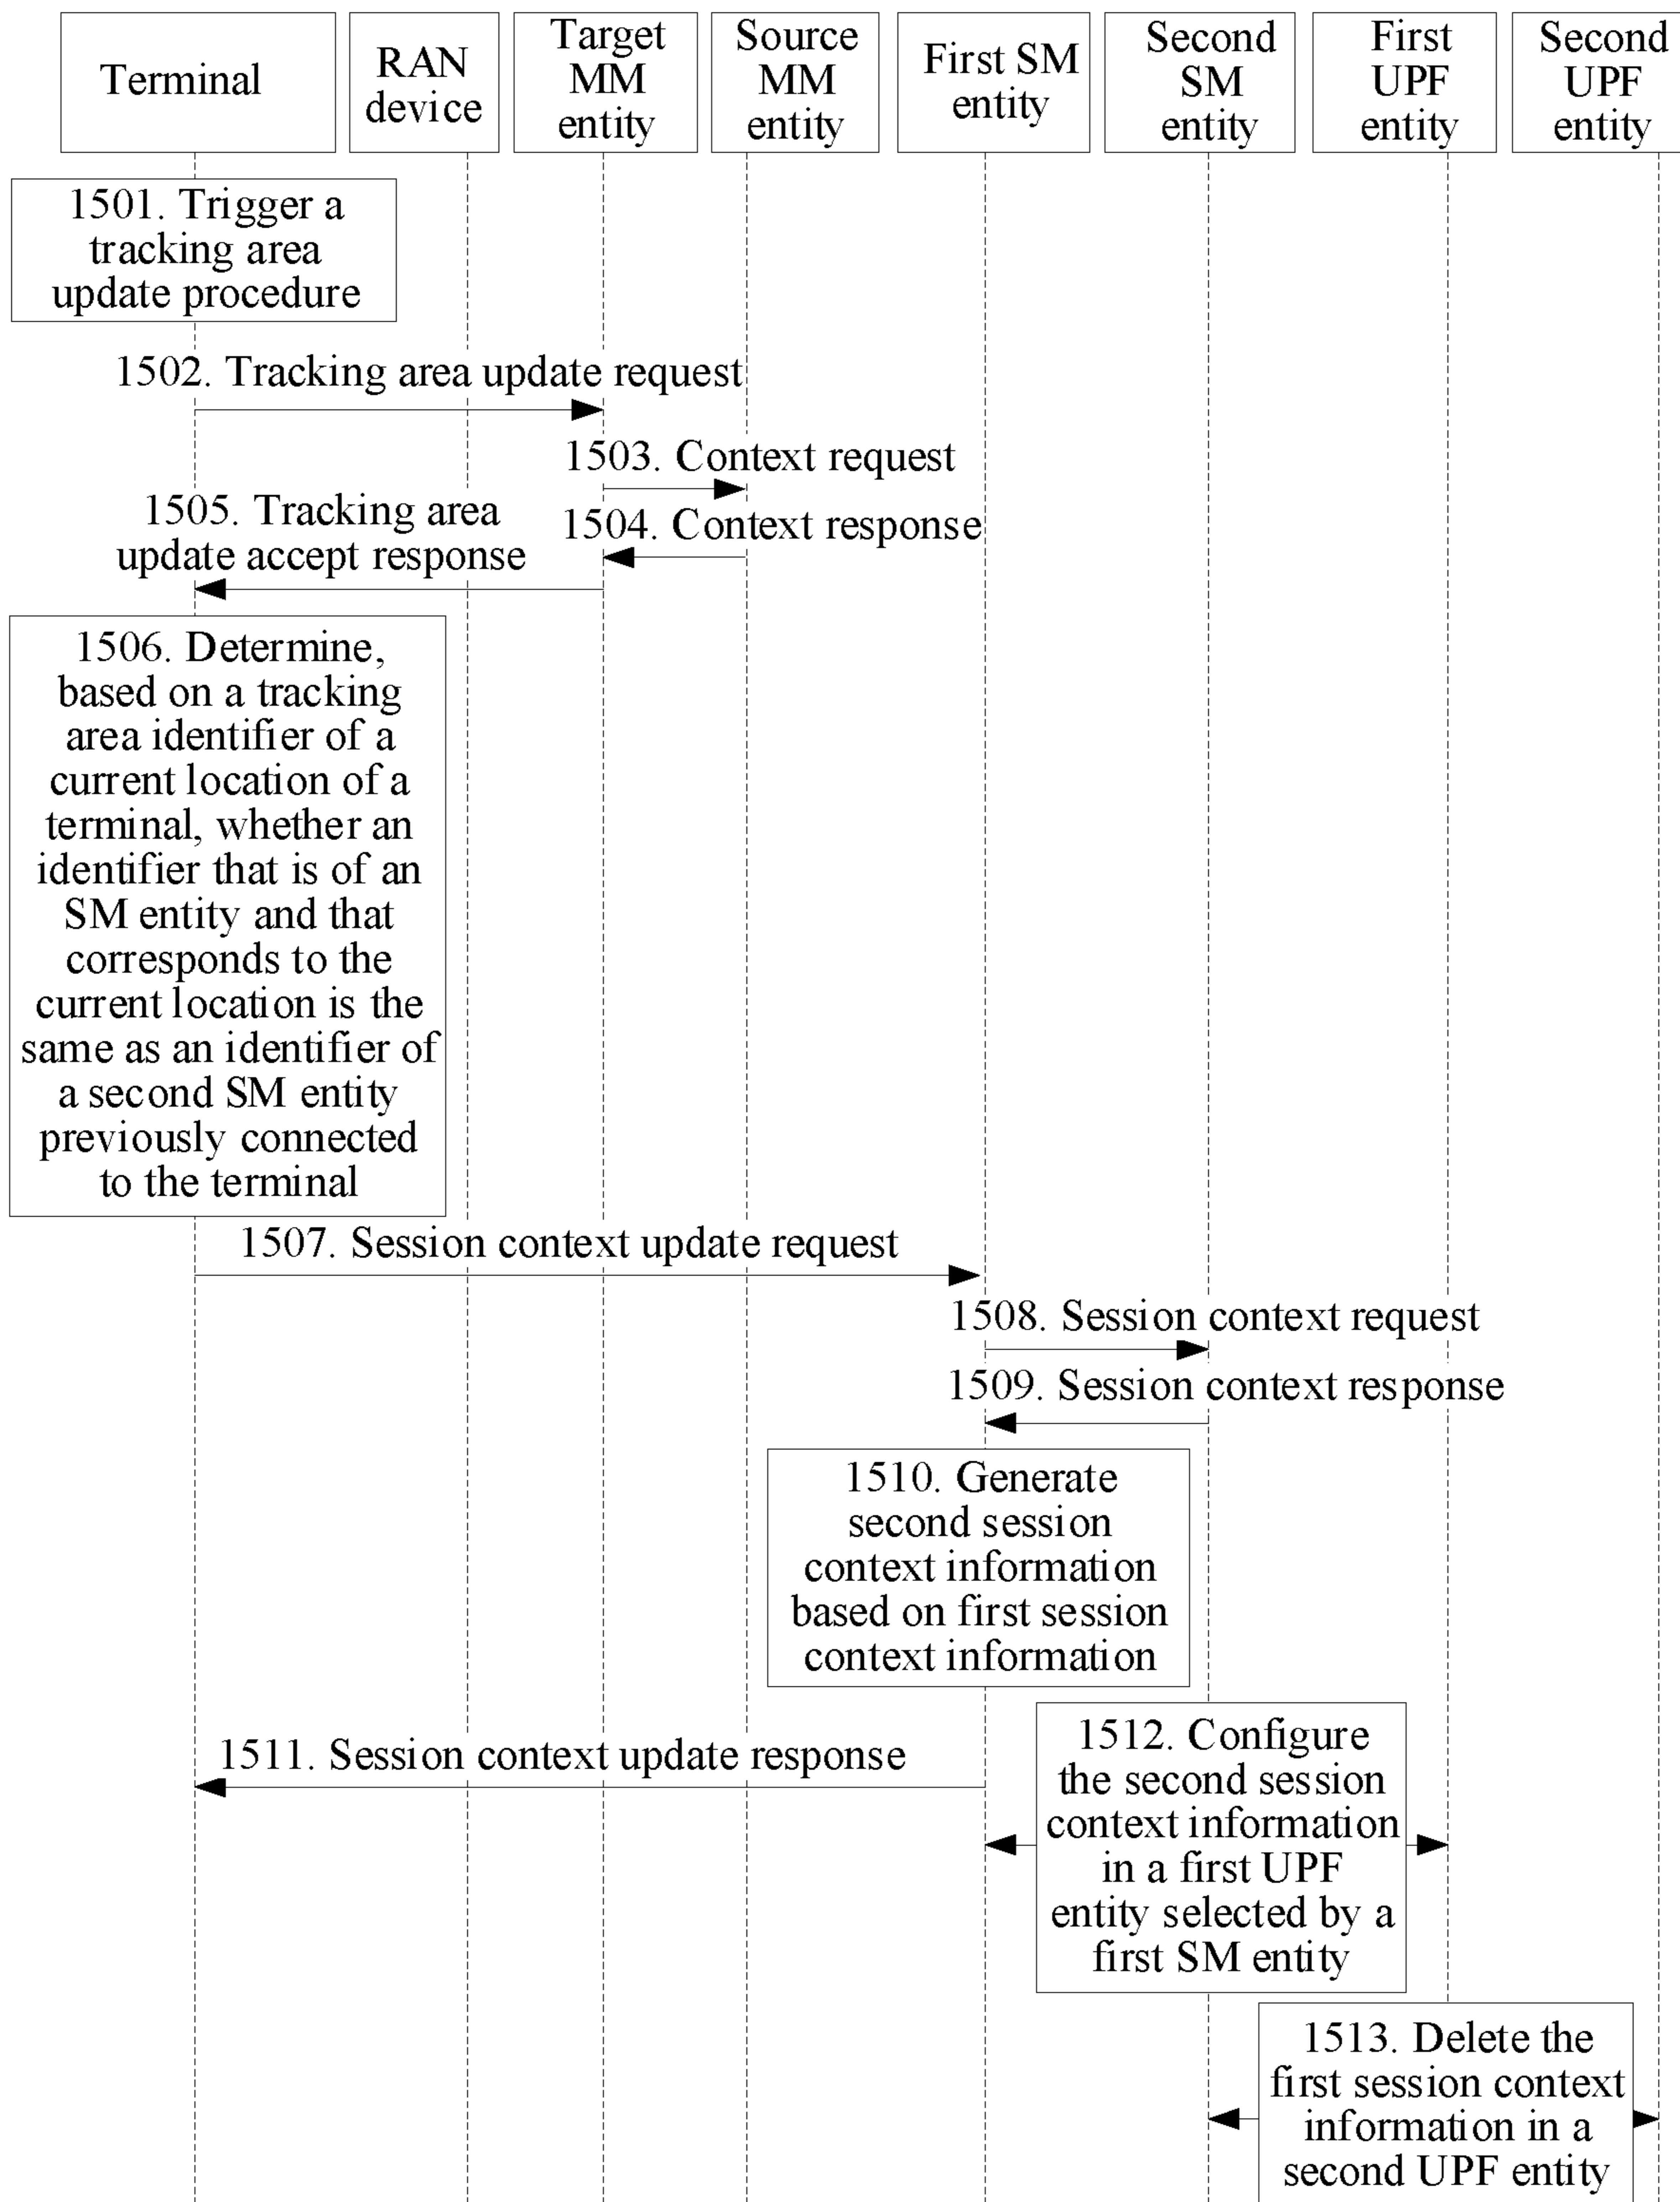 Terminal
RAN
device
Target
MM
entity
Source
MM
entity
First SM
entity
Second
SM
entity
First
UPF
entity
Second
UPF
entity
1501. Trigger a
tracking area
update procedure
1502. Tracking area update request
1503. Context request
1504. Context response
1505. Tracking area
update accept response
1506. Determine,
based on a tracking
area identifier of a
current location of a
terminal, whether an
identifier that is of an
SM entity and that
corresponds to the
current location is the
same as an identifier of
a second SM entity
previously connected
to the terminal
1507. Session context update request
1508. Session context request
1509. Session context response
1510. Generate
second session
context information
based on first session
context information
1511. Session context update response
1512. Configure
the second session
context information
in a first UPF
entity selected by a
first SM entity
1513. Delete the
first session context
information in a
second UPF entity